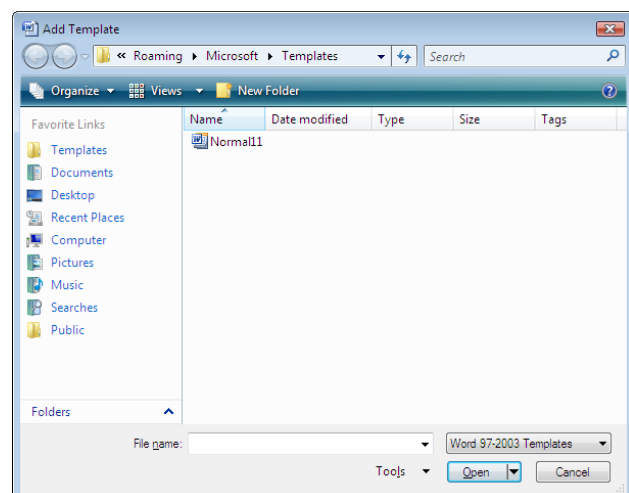 Add Template
« Roaming Microsoft Templates Search
Organize Views New Folder
Favorite Links
Name Date modified Type Size Tags
Normal11
Templates
Documents
Desktop
Recent Places
Computer
Pictures
Music
Searches
Public
Folders
File name: Word 97-2003 Templates
Tools Open Cancel